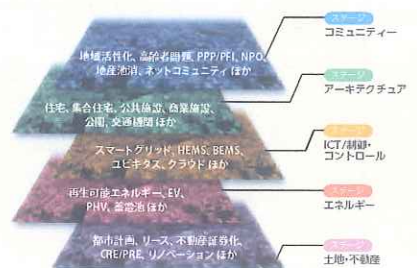 地域活性化、高齢者問題、PPP/PFI、NPO、
地産池消、ネットコミュニティ ほか
ステージ
コミュニティー
住宅、集合住宅、公共施設、商業施設、
公園、交通機関 ほか
ステージ
アーキテクチュア
スマートグリッド、HEMS、BEMS、
ユビキタス、クラウド ほか
ステージ
ICT/制御・
コントロール
再生可能エネルギー、EV、
PHV、蓄電池 ほか
ステージ
エネルギー
都市計画、リース、不動産証券化、
CRE/PRE、リノベーション ほか
ステージ
土地・不動産